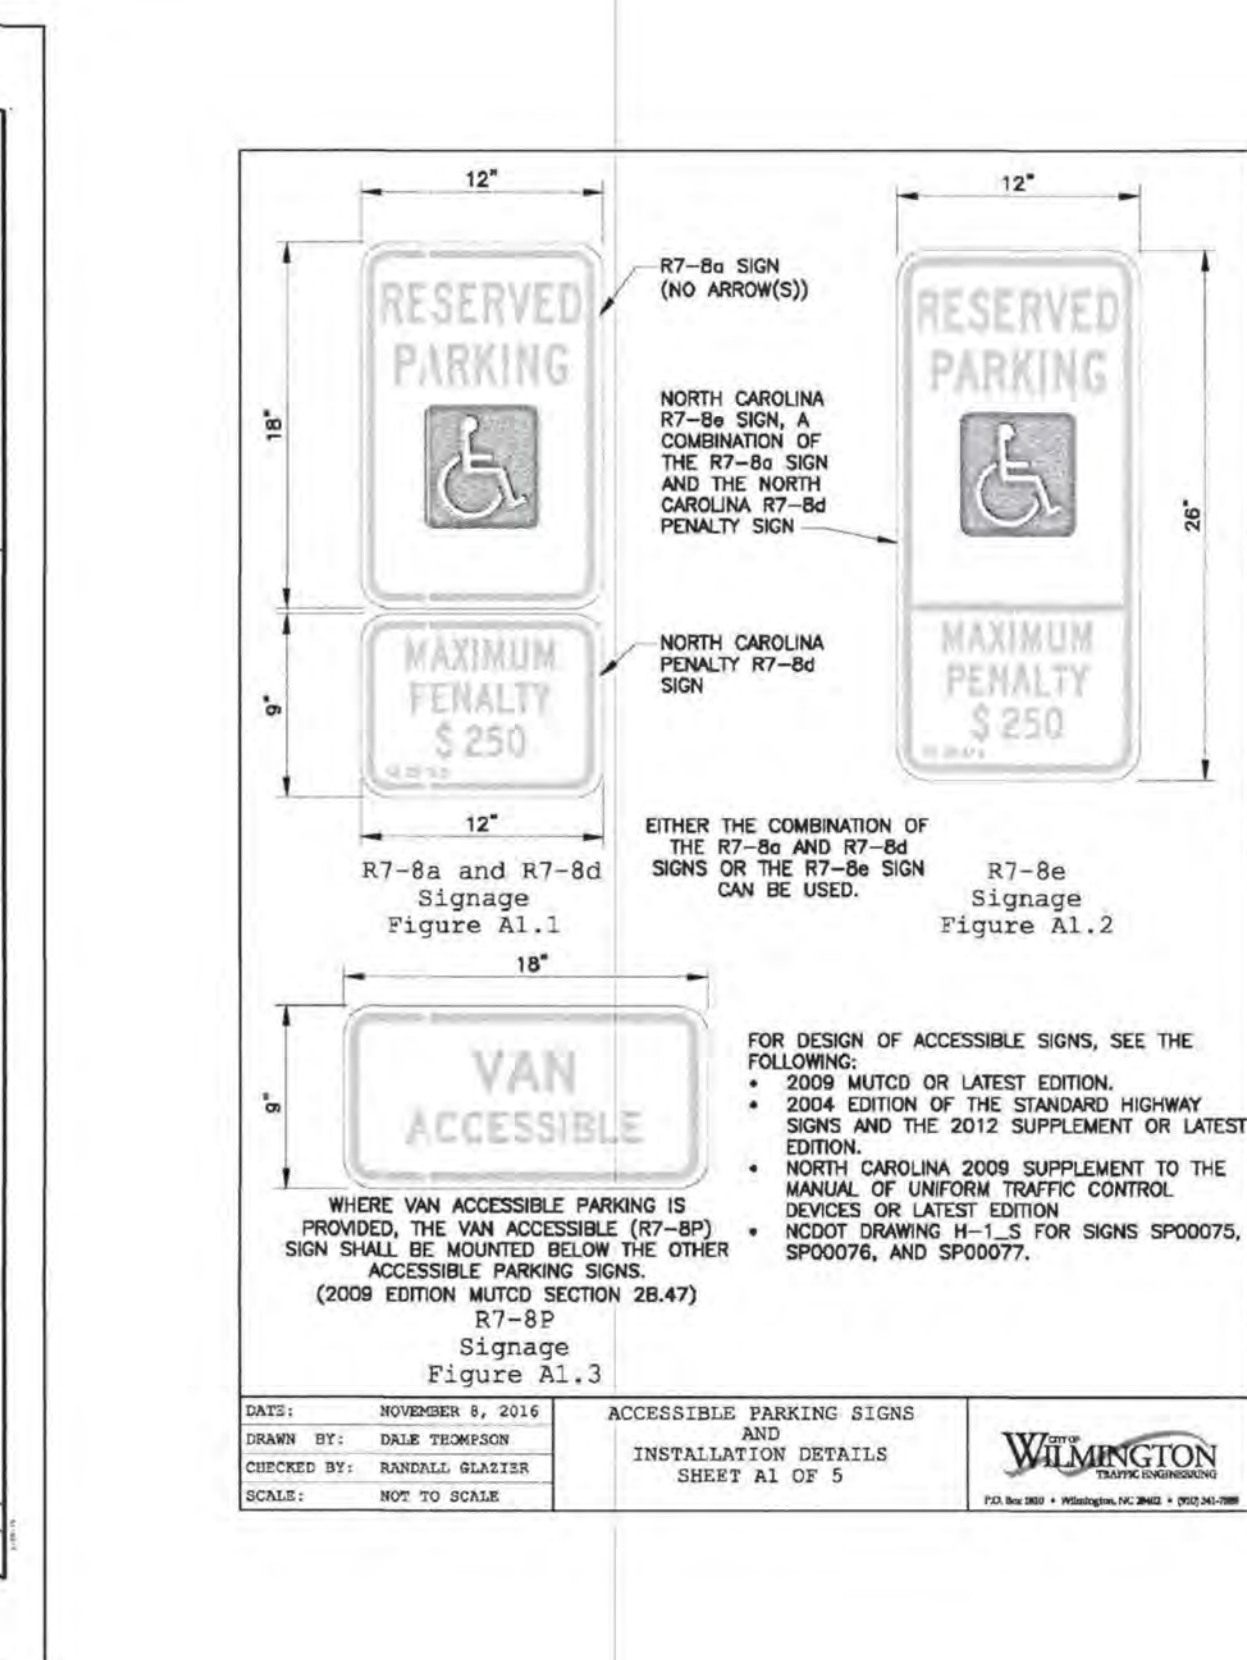 12"
RESERVED
PARKING
18"
R7-8a SIGN
(NO ARROW(S))
NORTH CAROLINA
R7-8e SIGN, A
COMBINATION OF
THE R7-8a SIGN
AND THE NORTH
CAROLINA R7-8d
PENALTY SIGN
12"
RESERVED
PARKING
26"
MAXIMUM
PENALTY
$ 250
9"
MAXIMUM
PENALTY
$ 250
NORTH CAROLINA
PENALTY R7-8d
SIGN
12"
R7-8a and R7-8d
Signage
Figure A1.1
EITHER THE COMBINATION OF
THE R7-8a AND R7-8d
SIGNS OR THE R7-8e SIGN
CAN BE USED.
R7-8e
Signage
Figure A1.2
18"
9"
VAN
ACCESSIBLE
WHERE VAN ACCESSIBLE PARKING IS
PROVIDED, THE VAN ACCESSIBLE (R7-8P)
SIGN SHALL BE MOUNTED BELOW THE OTHER
ACCESSIBLE PARKING SIGNS.
(2009 EDITION MUTCD SECTION 2B.47)
R7-8P
Signage
Figure A1.3
FOR DESIGN OF ACCESSIBLE SIGNS, SEE THE
FOLLOWING:
• 2009 MUTCD OR LATEST EDITION.
• 2004 EDITION OF THE STANDARD HIGHWAY
SIGNS AND THE 2012 SUPPLEMENT OR LATEST
EDITION.
• NORTH CAROLINA 2009 SUPPLEMENT TO THE
MANUAL OF UNIFORM TRAFFIC CONTROL
DEVICES OR LATEST EDITION
• NCDOT DRAWING H-1_S FOR SIGNS SP00075,
SP00076, AND SP00077.
DATE: NOVEMBER 8, 2016
DRAWN BY: DALE THOMPSON
CHECKED BY: RANDALL GLAZIER
SCALE: NOT TO SCALE
ACCESSIBLE PARKING SIGNS
AND
INSTALLATION DETAILS
SHEET A1 OF 5
CITY OF
WILMINGTON
TRAFFIC ENGINEERING
P.O. Box 1810 • Wilmington, NC 28402 • (910) 341-7888